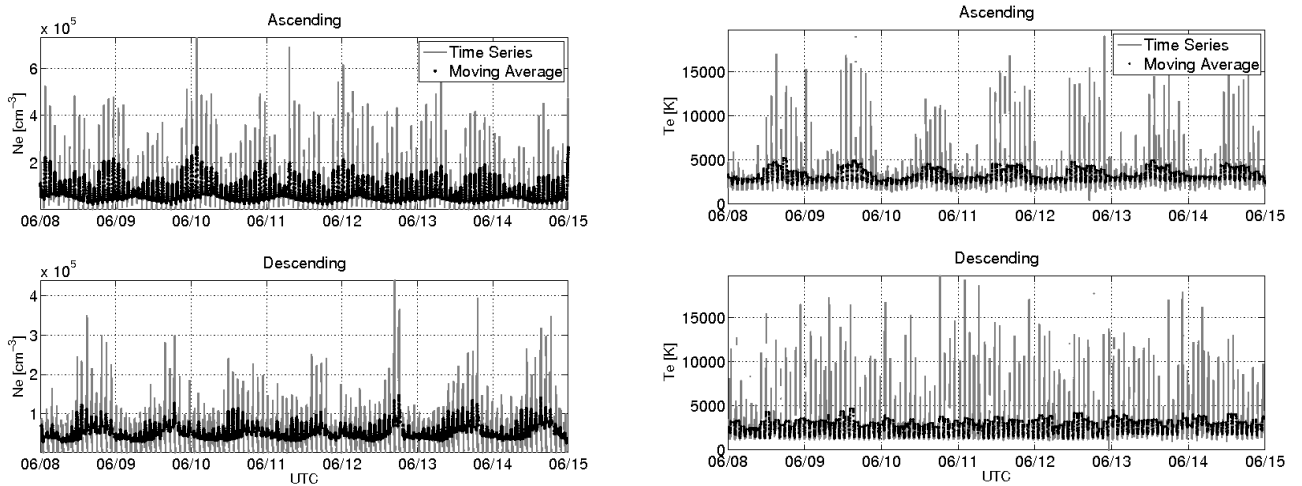 Ascending
x 10⁵
Ne [cm⁻³]
6
4
2
Time Series
Moving Average
06/08 06/09 06/10 06/11 06/12 06/13 06/14 06/15
Descending
x 10⁵
Ne [cm⁻³]
4
3
2
1
06/08 06/09 06/10 06/11 06/12 06/13 06/14 06/15
UTC
Ascending
Te [K]
15000
10000
5000
0
Time Series
Moving Average
06/08 06/09 06/10 06/11 06/12 06/13 06/14 06/15
Descending
Te [K]
15000
10000
5000
0
06/08 06/09 06/10 06/11 06/12 06/13 06/14 06/15
UTC